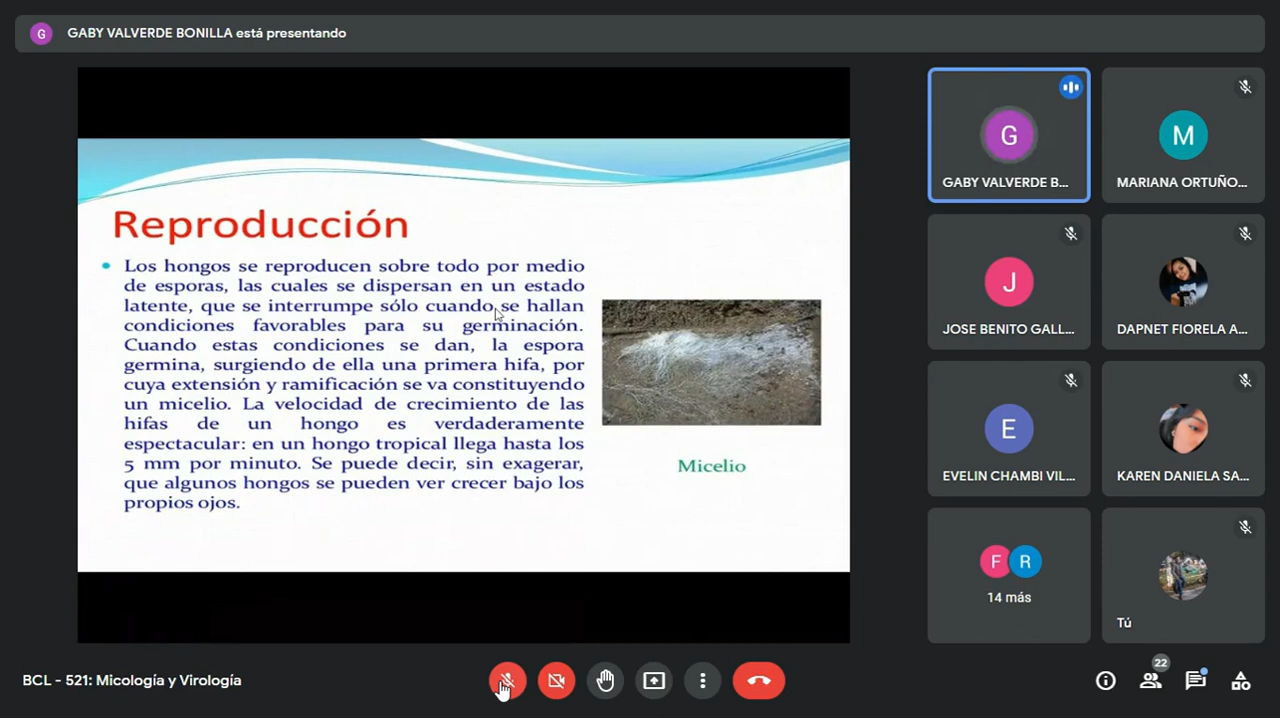 G
GABY VALVERDE BONILLA está presentando
Reproducción
Los hongos se reproducen sobre todo por medio
de esporas, las cuales se dispersan en un estado
latente, que se interrumpe sólo cuando se hallan
condiciones favorables para su germinación.
Cuando estas condiciones se dan, la espora
germina, surgiendo de ella una primera hifa, por
cuya extensión y ramificación se va constituyendo
un micelio. La velocidad de crecimiento de las
hifas de un hongo es verdaderamente
espectacular: en un hongo tropical llega hasta los
5 mm por minuto. Se puede decir, sin exagerar,
que algunos hongos se pueden ver crecer bajo los
propios ojos.
Micelio
G
GABY VALVERDE B...
M
MARIANA ORTUÑO...
J
JOSE BENITO GALL...
DAPNET FIORELA A...
E
EVELIN CHAMBI VIL...
KAREN DANIELA SA...
F R
14 más
Tú
BCL - 521: Micología y Virología
22